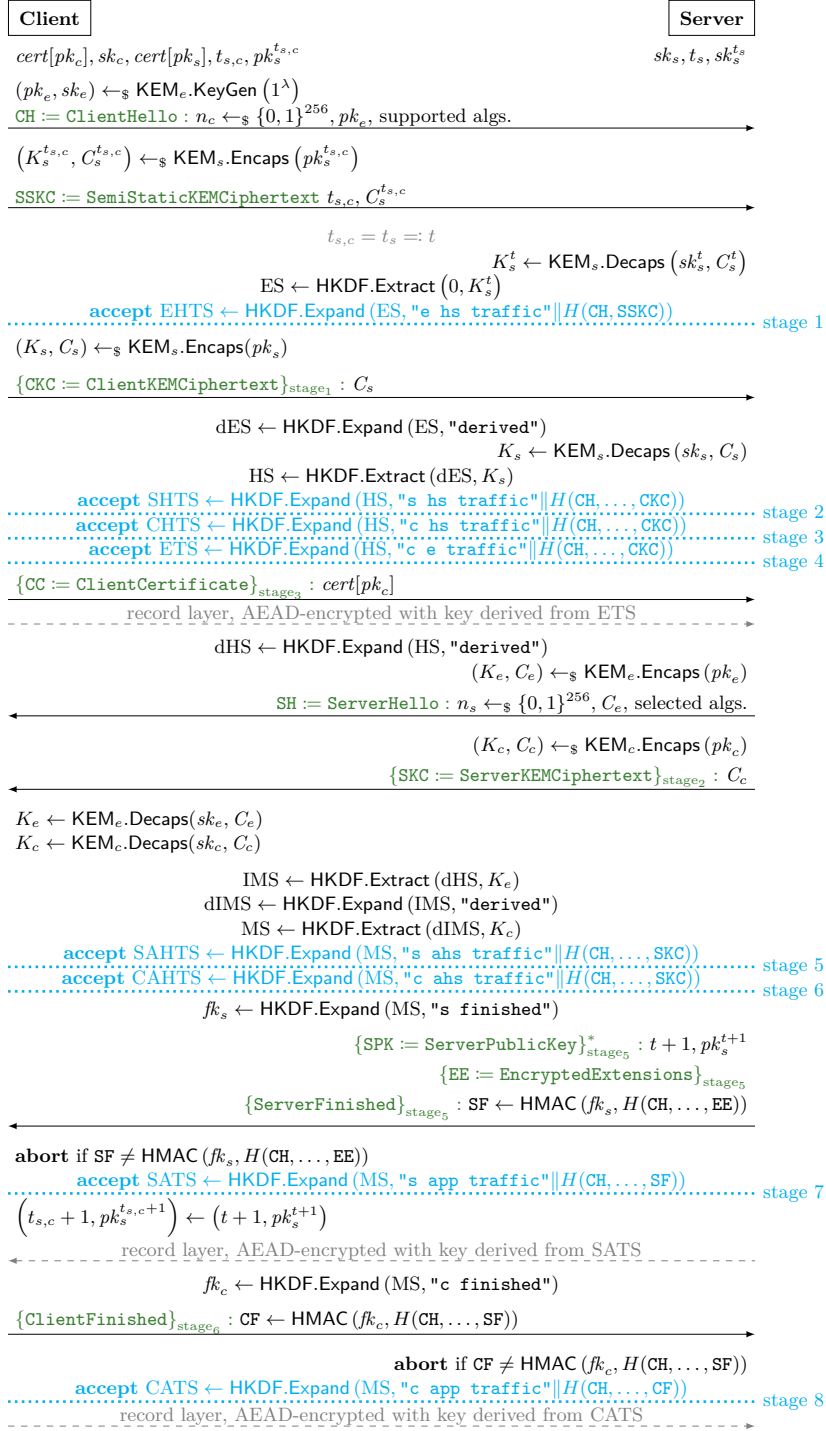 Client Server
cert[pk_c], sk_c, cert[pk_s], t_{s,c}, pk_s^{t_{s,c}} sk_s, t_s, sk_s^{t_s}
(pk_e, sk_e) ←$ KEM_e.KeyGen (1^λ)
CH := ClientHello : n_c ←$ {0, 1}^{256}, pk_e, supported algs.
(K_s^{t_{s,c}}, C_s^{t_{s,c}}) ←$ KEM_s.Encaps (pk_s^{t_{s,c}})
SSKC := SemiStaticKEMCiphertext t_{s,c}, C_s^{t_{s,c}}
t_{s,c} = t_s =: t
K_s^t ← KEM_s.Decaps (sk_s^t, C_s^t)
ES ← HKDF.Extract (0, K_s^t)
accept EHTS ← HKDF.Expand (ES, "e hs traffic"‖H(CH, SSKC))
stage 1
(K_s, C_s) ←$ KEM_s.Encaps(pk_s)
{CKC := ClientKEMCiphertext}_{stage_1} : C_s
dES ← HKDF.Expand (ES, "derived")
K_s ← KEM_s.Decaps (sk_s, C_s)
HS ← HKDF.Extract (dES, K_s)
accept SHTS ← HKDF.Expand (HS, "s hs traffic"‖H(CH, . . . , CKC))
stage 2
accept CHTS ← HKDF.Expand (HS, "c hs traffic"‖H(CH, . . . , CKC))
stage 3
accept ETS ← HKDF.Expand (HS, "c e traffic"‖H(CH, . . . , CKC))
stage 4
{CC := ClientCertificate}_{stage_3} : cert[pk_c]
record layer, AEAD-encrypted with key derived from ETS
dHS ← HKDF.Expand (HS, "derived")
(K_e, C_e) ←$ KEM_e.Encaps (pk_e)
SH := ServerHello : n_s ←$ {0, 1}^{256}, C_e, selected algs.
(K_c, C_c) ←$ KEM_c.Encaps (pk_c)
{SKC := ServerKEMCiphertext}_{stage_2} : C_c
K_e ← KEM_e.Decaps(sk_e, C_e)
K_c ← KEM_c.Decaps(sk_c, C_c)
IMS ← HKDF.Extract (dHS, K_e)
dIMS ← HKDF.Expand (IMS, "derived")
MS ← HKDF.Extract (dIMS, K_c)
accept SAHTS ← HKDF.Expand (MS, "s ahs traffic"‖H(CH, . . . , SKC))
stage 5
accept CAHTS ← HKDF.Expand (MS, "c ahs traffic"‖H(CH, . . . , SKC))
stage 6
fk_s ← HKDF.Expand (MS, "s finished")
{SPK := ServerPublicKey}^*_{stage_5} : t + 1, pk_s^{t+1}
{EE := EncryptedExtensions}_{stage_5}
{ServerFinished}_{stage_5} : SF ← HMAC (fk_s, H(CH, . . . , EE))
abort if SF ≠ HMAC (fk_s, H(CH, . . . , EE))
accept SATS ← HKDF.Expand (MS, "s app traffic"‖H(CH, . . . , SF))
stage 7
(t_{s,c} + 1, pk_s^{t_{s,c}+1}) ← (t + 1, pk_s^{t+1})
record layer, AEAD-encrypted with key derived from SATS
fk_c ← HKDF.Expand (MS, "c finished")
{ClientFinished}_{stage_6} : CF ← HMAC (fk_c, H(CH, . . . , SF))
abort if CF ≠ HMAC (fk_c, H(CH, . . . , SF))
accept CATS ← HKDF.Expand (MS, "c app traffic"‖H(CH, . . . , CF))
stage 8
record layer, AEAD-encrypted with key derived from CATS